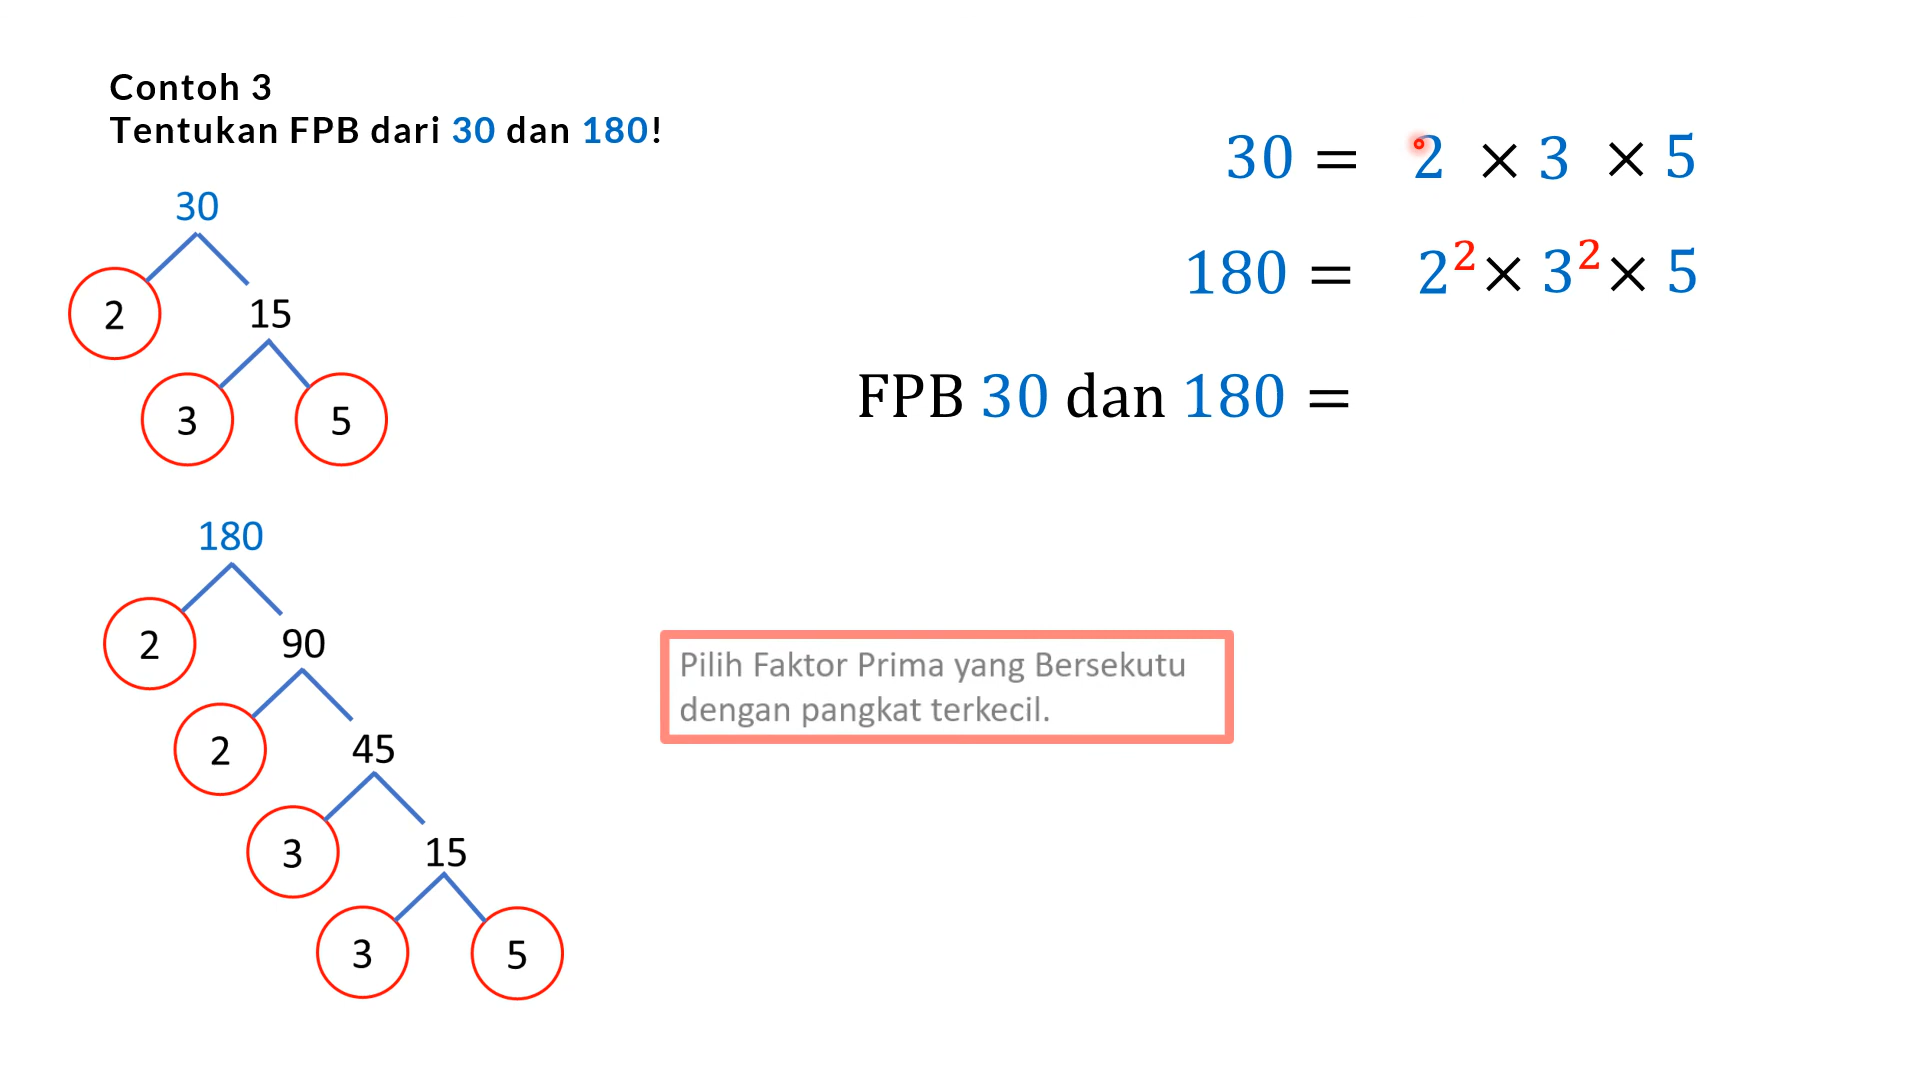 Contoh 3
Tentukan FPB dari 30 dan 180!
30
2
15
3
5
180
2
90
2
45
3
15
3
5
30 = 2 × 3 × 5
180 = 2² × 3² × 5
FPB 30 dan 180 =
Pilih Faktor Prima yang Bersekutu
dengan pangkat terkecil.